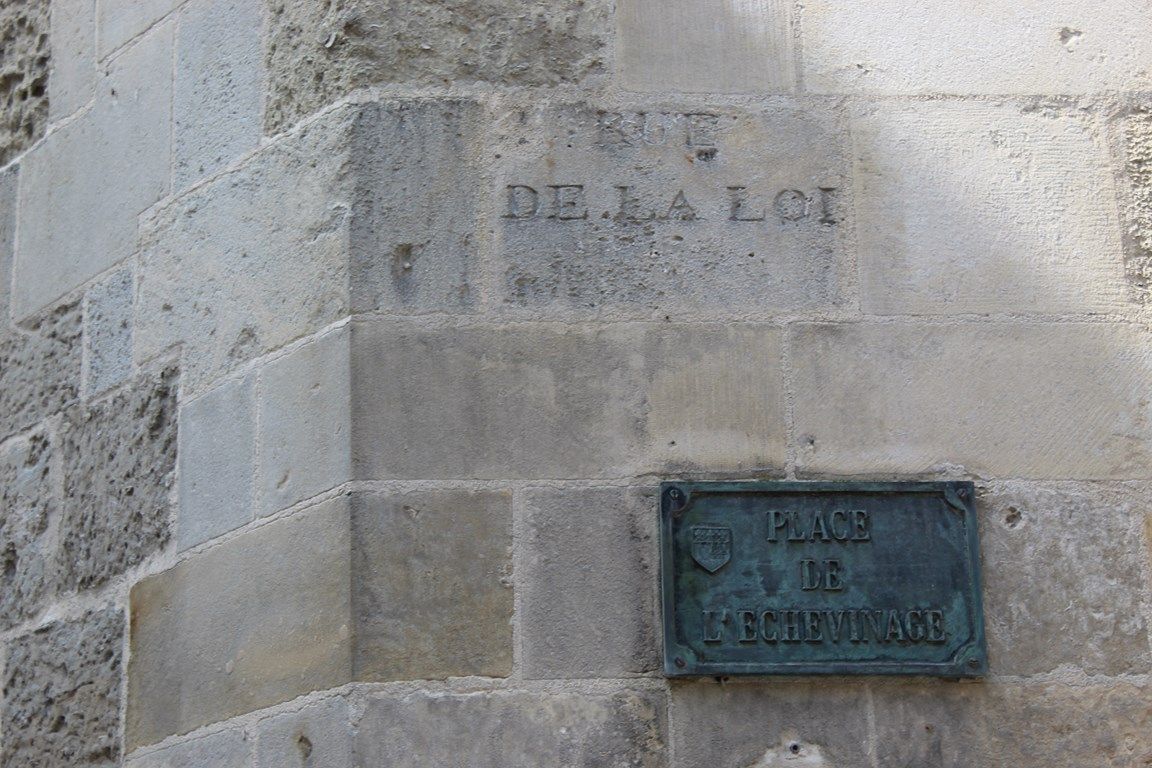 RUE
DE LA LOI
PLACE
DE
L'ECHEVINAGE